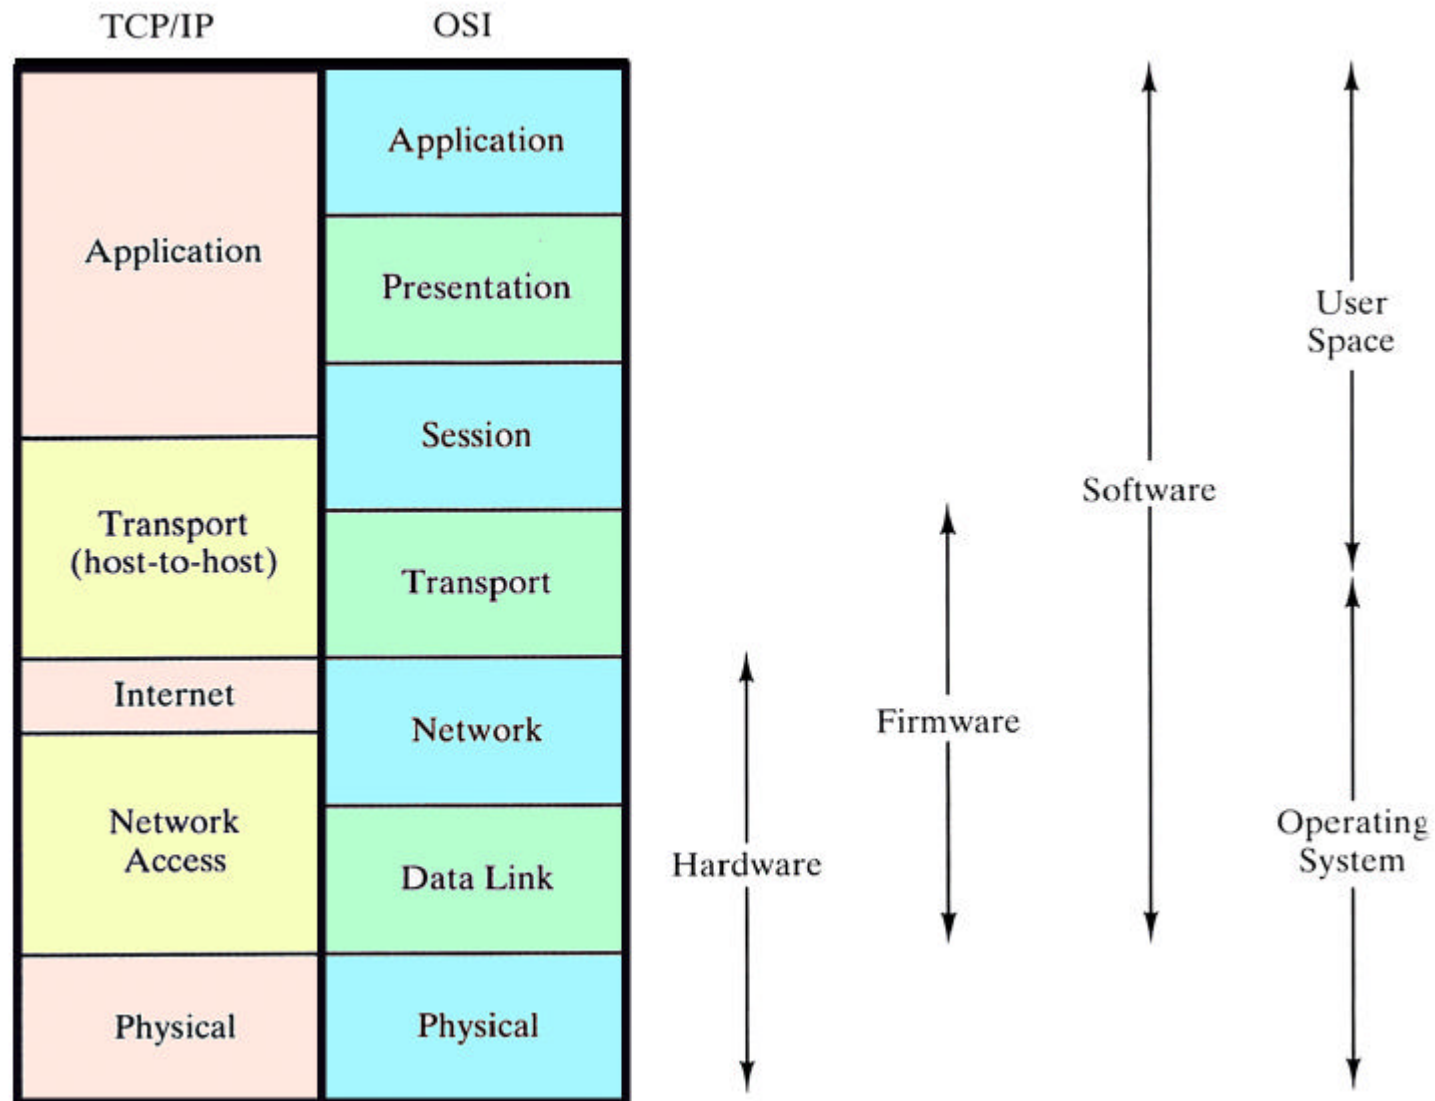 TCP/IP
OSI
Application
Transport
(host-to-host)
Internet
Network
Access
Physical
Application
Presentation
Session
Transport
Network
Data Link
Physical
Hardware
Firmware
Software
User
Space
Operating
System